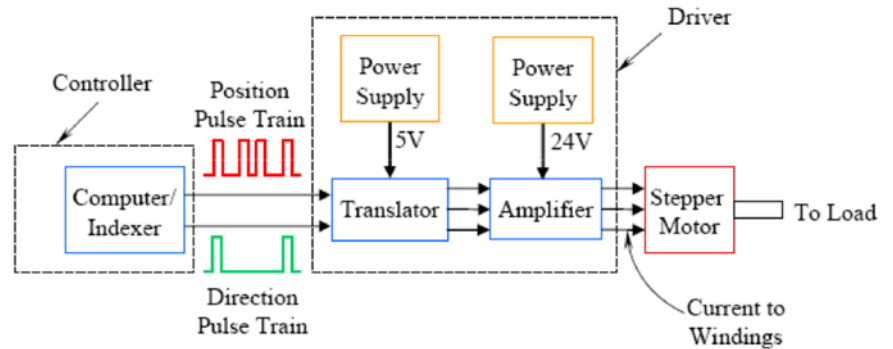 Driver
Controller
Position
Pulse Train
Power
Supply
Power
Supply
5V
24V
Computer/
Indexer
Translator
Amplifier
Stepper
Motor
To Load
Direction
Pulse Train
Current to
Windings